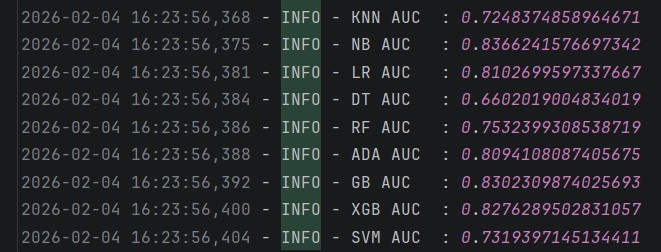 2026-02-04 16:23:56,368 - INFO - KNN AUC : 0.7248374858964671
2026-02-04 16:23:56,375 - INFO - NB AUC : 0.8366241576697342
2026-02-04 16:23:56,381 - INFO - LR AUC : 0.8102699597337667
2026-02-04 16:23:56,384 - INFO - DT AUC : 0.6602019004834019
2026-02-04 16:23:56,386 - INFO - RF AUC : 0.7532399308538719
2026-02-04 16:23:56,388 - INFO - ADA AUC : 0.8094108087405675
2026-02-04 16:23:56,392 - INFO - GB AUC : 0.8302309874025693
2026-02-04 16:23:56,400 - INFO - XGB AUC : 0.8276289502831057
2026-02-04 16:23:56,404 - INFO - SVM AUC : 0.7319397145134411